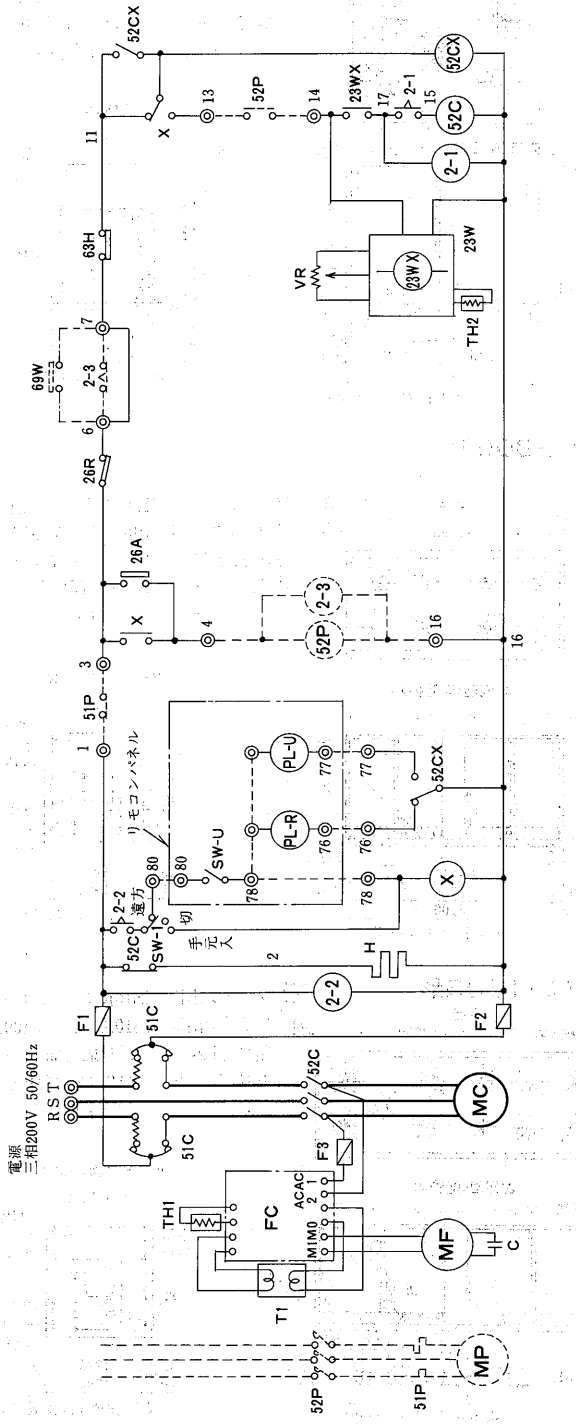 電源
三相200V 50/60Hz
R S T
51C
51C
F1
F2
52C
MC
F3
TH1
FC
ACAC
1
2
M1M0
T1
MF
C
52P
51P
MP
2-2
H
2
52C
2-2
SW-1
遠方
切
手元
入
80
80
リモコンパネル
SW-U
78
78
X
PL-R
PL-U
76
77
76
77
52CX
1
51P
3
X
26A
4
52P
2-3
16
16
26R
6
69W
2-3
7
63H
11
X
52CX
13
52P
14
23WX
17
2-1
15
52C
2-1
52CX
VR
23WX
23W
TH2